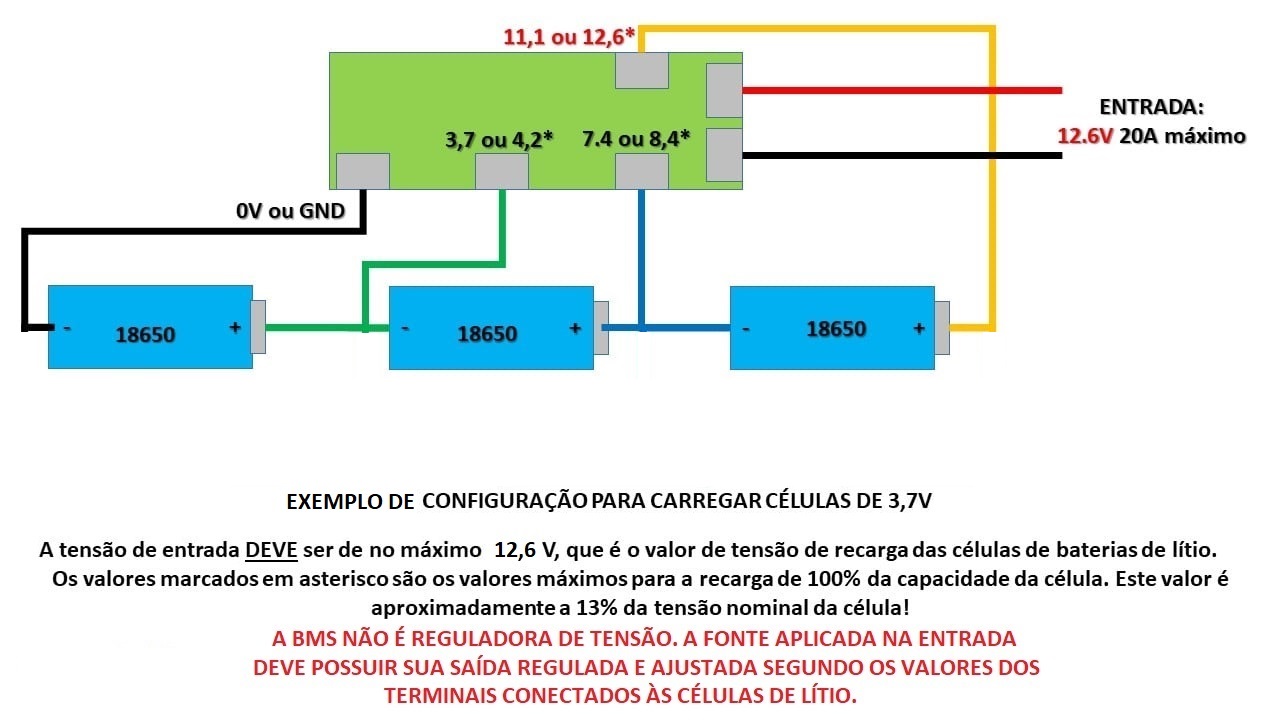 11,1 ou 12,6*
ENTRADA:
12.6V 20A máximo
3,7 ou 4,2*
7.4 ou 8,4*
0V ou GND
- 18650 +
- 18650 +
- 18650 +
EXEMPLO DE CONFIGURAÇÃO PARA CARREGAR CÉLULAS DE 3,7V
A tensão de entrada DEVE ser de no máximo 12,6 V, que é o valor de tensão de recarga das células de baterias de lítio.
Os valores marcados em asterisco são os valores máximos para a recarga de 100% da capacidade da célula. Este valor é
aproximadamente a 13% da tensão nominal da célula!
A BMS NÃO É REGULADORA DE TENSÃO. A FONTE APLICADA NA ENTRADA
DEVE POSSUIR SUA SAÍDA REGULADA E AJUSTADA SEGUNDO OS VALORES DOS
TERMINAIS CONECTADOS ÀS CÉLULAS DE LÍTIO.